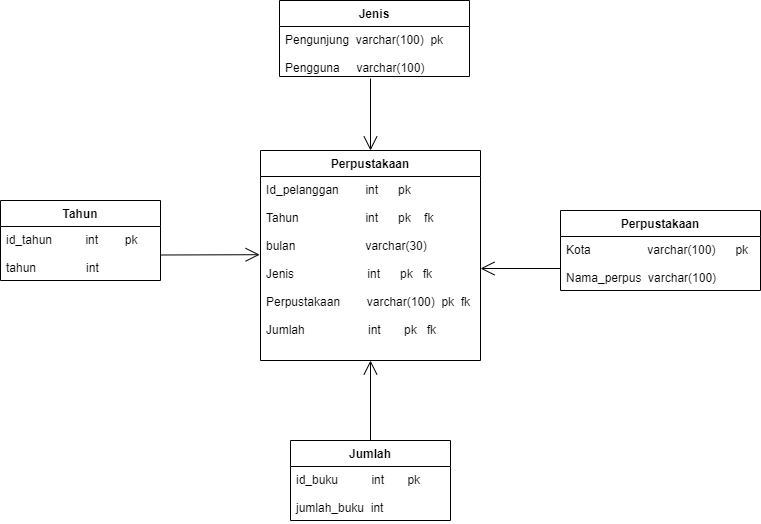 Jenis
Pengunjung varchar(100) pk
Pengguna varchar(100)
Perpustakaan
Id_pelanggan int pk
Tahun int pk fk
bulan varchar(30)
Jenis int pk fk
Perpustakaan varchar(100) pk fk
Jumlah int pk fk
Tahun
id_tahun int pk
tahun int
Perpustakaan
Kota varchar(100) pk
Nama_perpus varchar(100)
Jumlah
id_buku int pk
jumlah_buku int